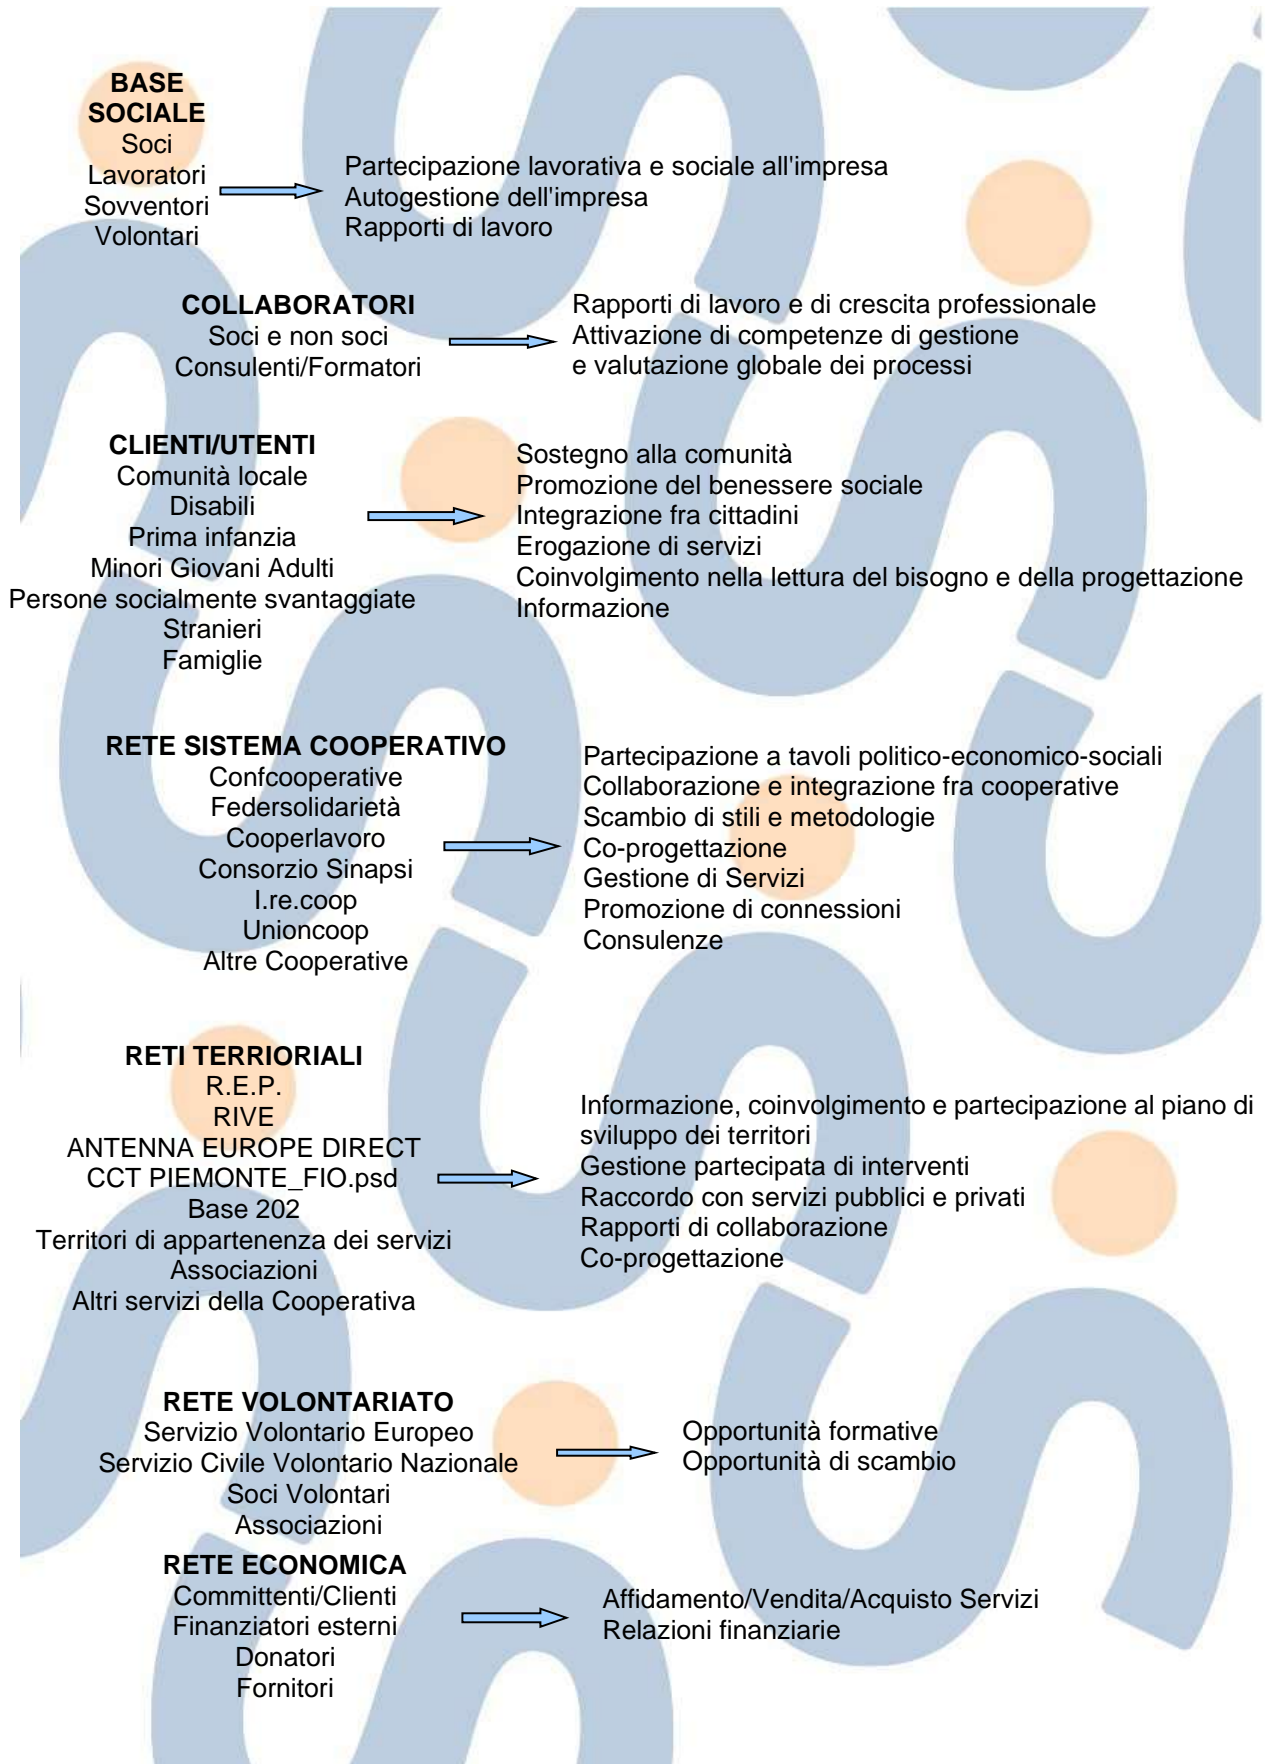 BASE
SOCIALE
Soci
Lavoratori
Sovventori
Volontari
Partecipazione lavorativa e sociale all'impresa
Autogestione dell'impresa
Rapporti di lavoro
COLLABORATORI
Soci e non soci
Consulenti/Formatori
Rapporti di lavoro e di crescita professionale
Attivazione di competenze di gestione
e valutazione globale dei processi
CLIENTI/UTENTI
Comunità locale
Disabili
Prima infanzia
Minori Giovani Adulti
Persone socialmente svantaggiate
Stranieri
Famiglie
Sostegno alla comunità
Promozione del benessere sociale
Integrazione fra cittadini
Erogazione di servizi
Coinvolgimento nella lettura del bisogno e della progettazione
Informazione
RETE SISTEMA COOPERATIVO
Confcooperative
Federsolidarietà
Cooperlavoro
Consorzio Sinapsi
I.re.coop
Unioncoop
Altre Cooperative
Partecipazione a tavoli politico-economico-sociali
Collaborazione e integrazione fra cooperative
Scambio di stili e metodologie
Co-progettazione
Gestione di Servizi
Promozione di connessioni
Consulenze
RETI TERRIORIALI
R.E.P.
RIVE
ANTENNA EUROPE DIRECT
CCT PIEMONTE_FIO.psd
Base 202
Territori di appartenenza dei servizi
Associazioni
Altri servizi della Cooperativa
Informazione, coinvolgimento e partecipazione al piano di
sviluppo dei territori
Gestione partecipata di interventi
Raccordo con servizi pubblici e privati
Rapporti di collaborazione
Co-progettazione
RETE VOLONTARIATO
Servizio Volontario Europeo
Servizio Civile Volontario Nazionale
Soci Volontari
Associazioni
Opportunità formative
Opportunità di scambio
RETE ECONOMICA
Committenti/Clienti
Finanziatori esterni
Donatori
Fornitori
Affidamento/Vendita/Acquisto Servizi
Relazioni finanziarie